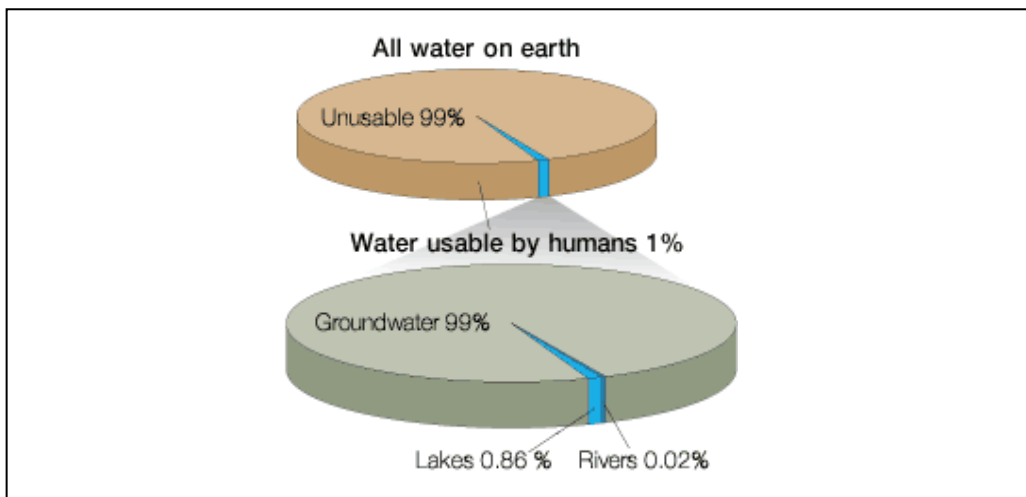 All water on earth
Unusable 99%
Water usable by humans 1%
Groundwater 99%
Lakes 0.86 % Rivers 0.02%